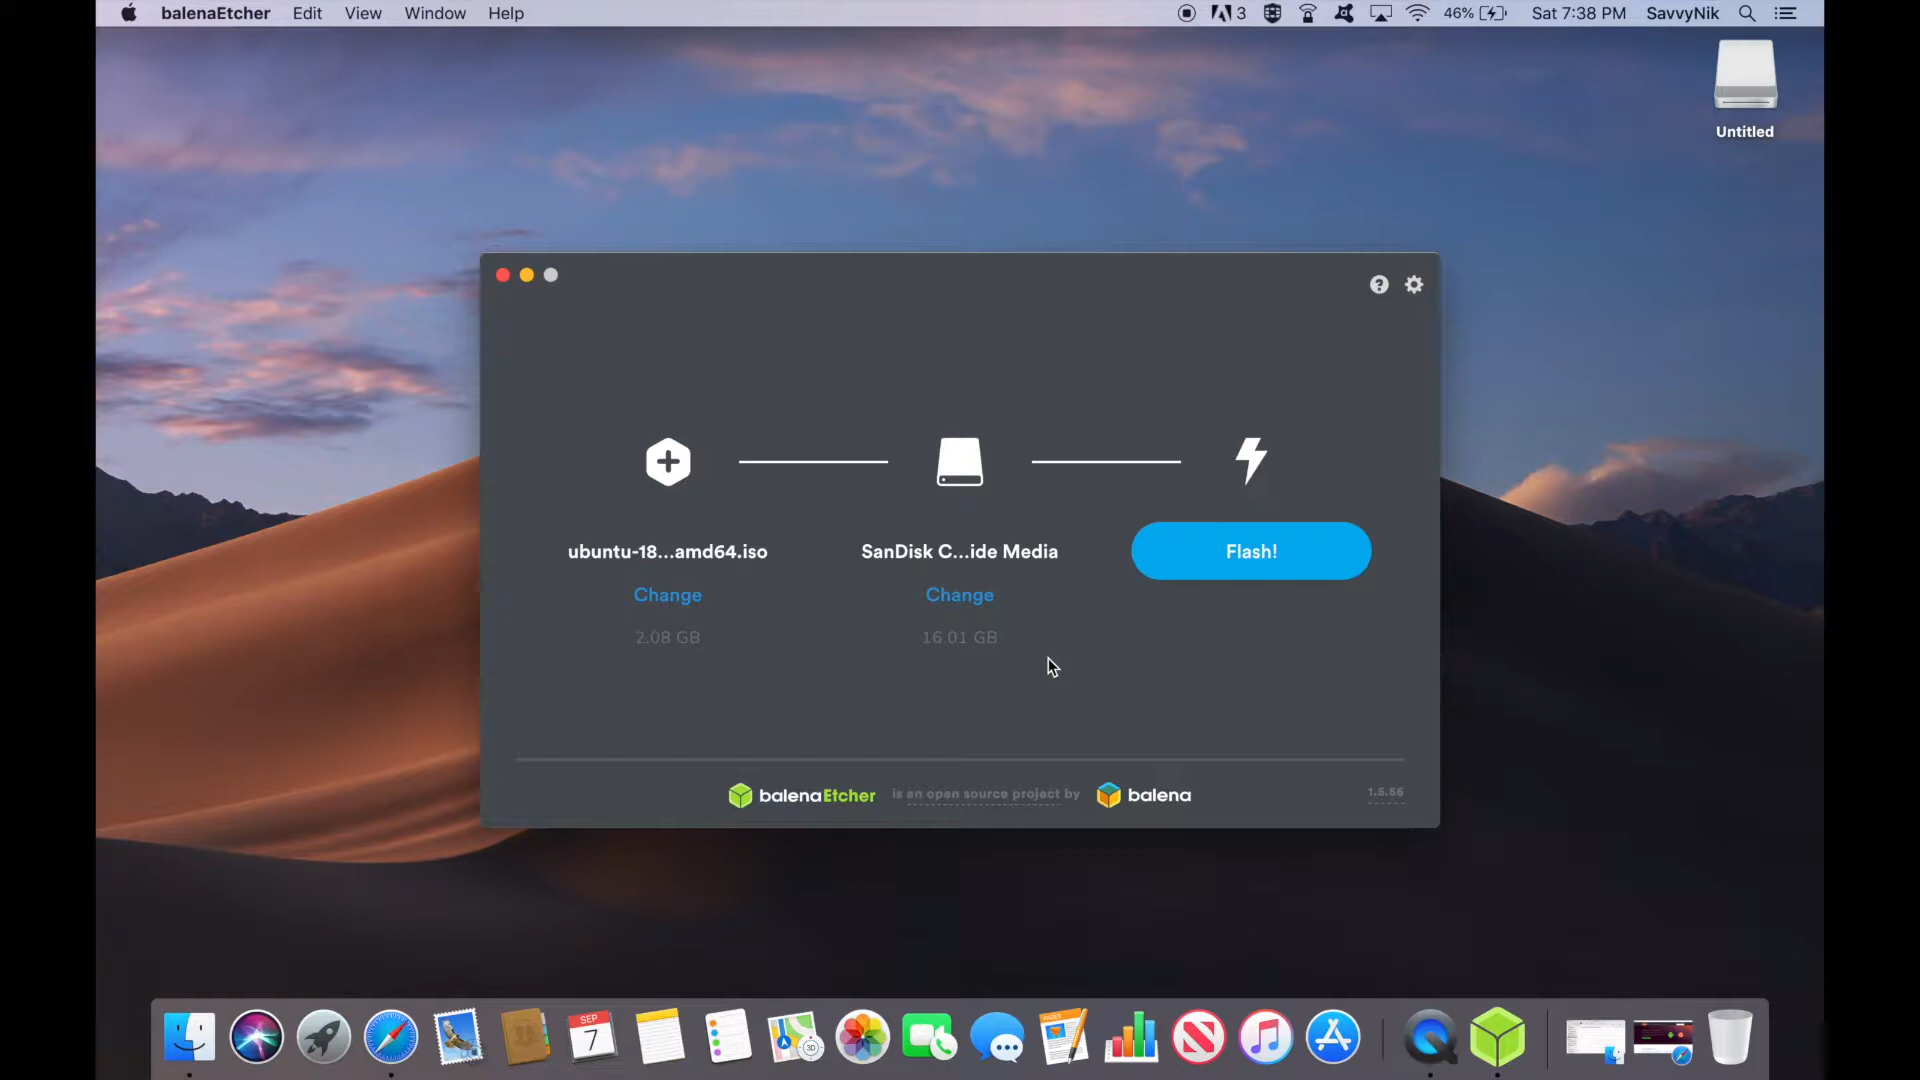 balenaEtcher Edit View Window Help 3 46% Sat 7:38 PM SavvyNik
Untitled
ubuntu-18...amd64.iso SanDisk C...ide Media Flash!
Change Change
2.08 GB 16.01 GB
balenaEtcher is an open source project by balena 1.5.56
SEP
7
3D
PAGES